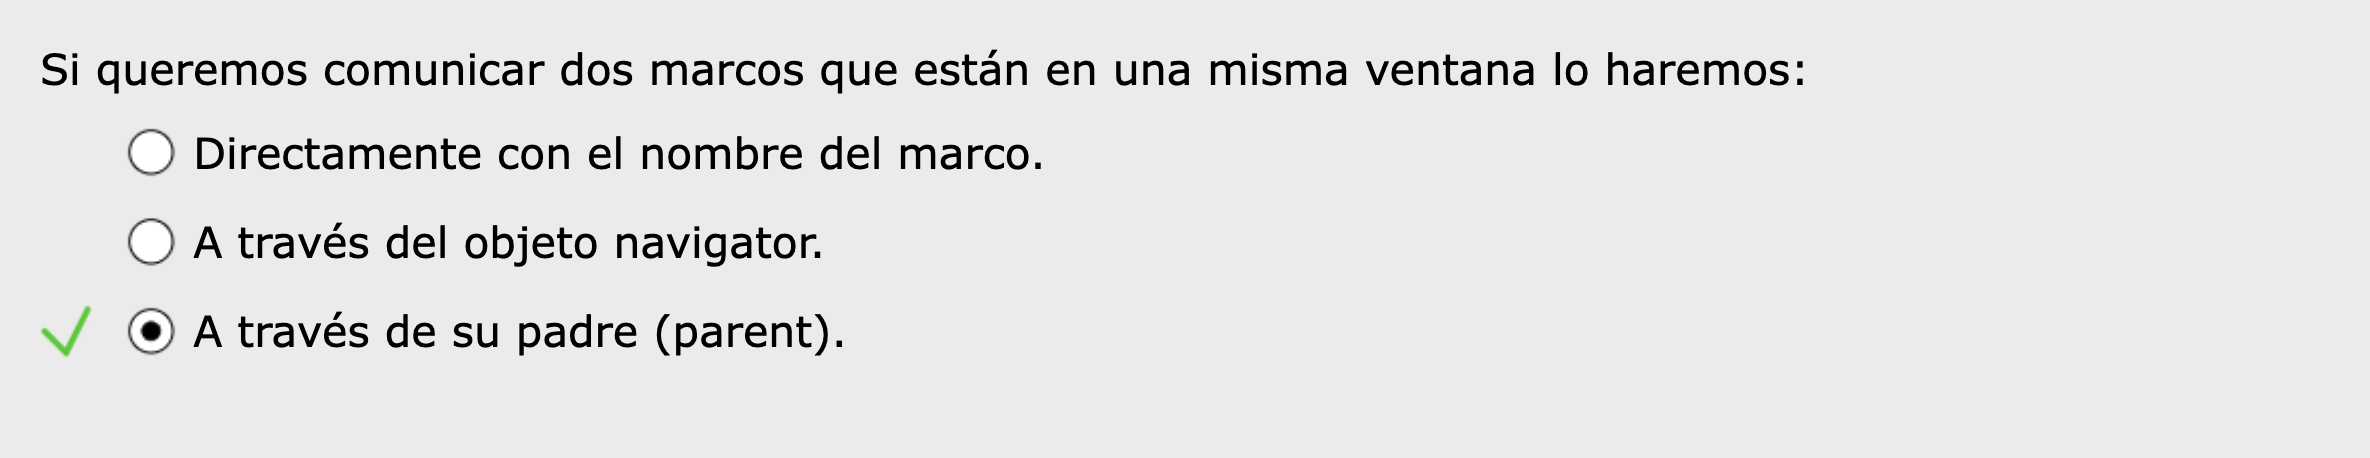 Si queremos comunicar dos marcos que están en una misma ventana lo haremos:
Directamente con el nombre del marco.
A través del objeto navigator.
A través de su padre (parent).